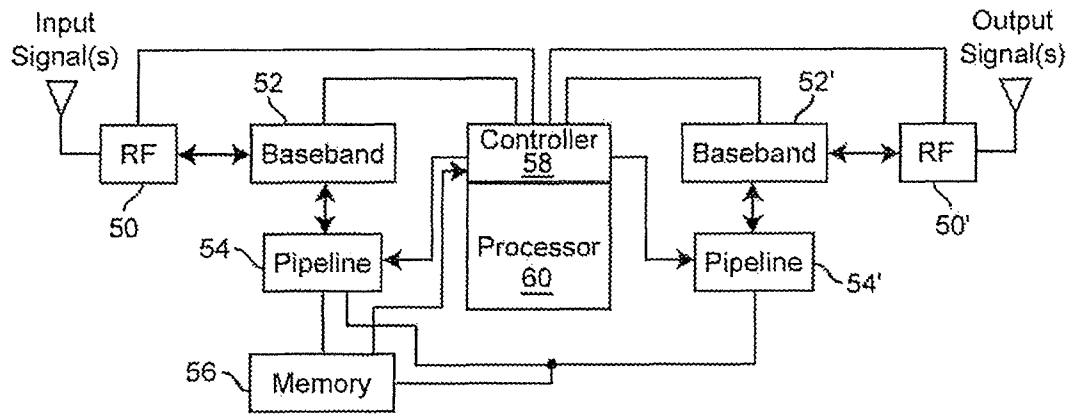 Input
Signal(s)
Output
Signal(s)
52
52'
RF
Baseband
Controller
58
Baseband
RF
50
50'
54
Pipeline
Processor
60
Pipeline
54'
56
Memory